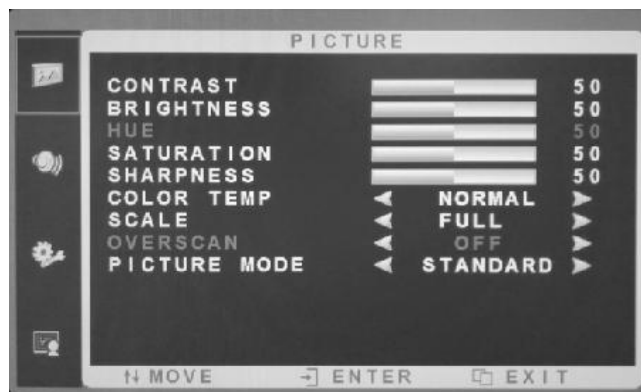 PICTURE
CONTRAST 50
BRIGHTNESS 50
HUE 50
SATURATION 50
SHARPNESS 50
COLOR TEMP NORMAL
SCALE FULL
OVERSCAN OFF
PICTURE MODE STANDARD
MOVE ENTER EXIT